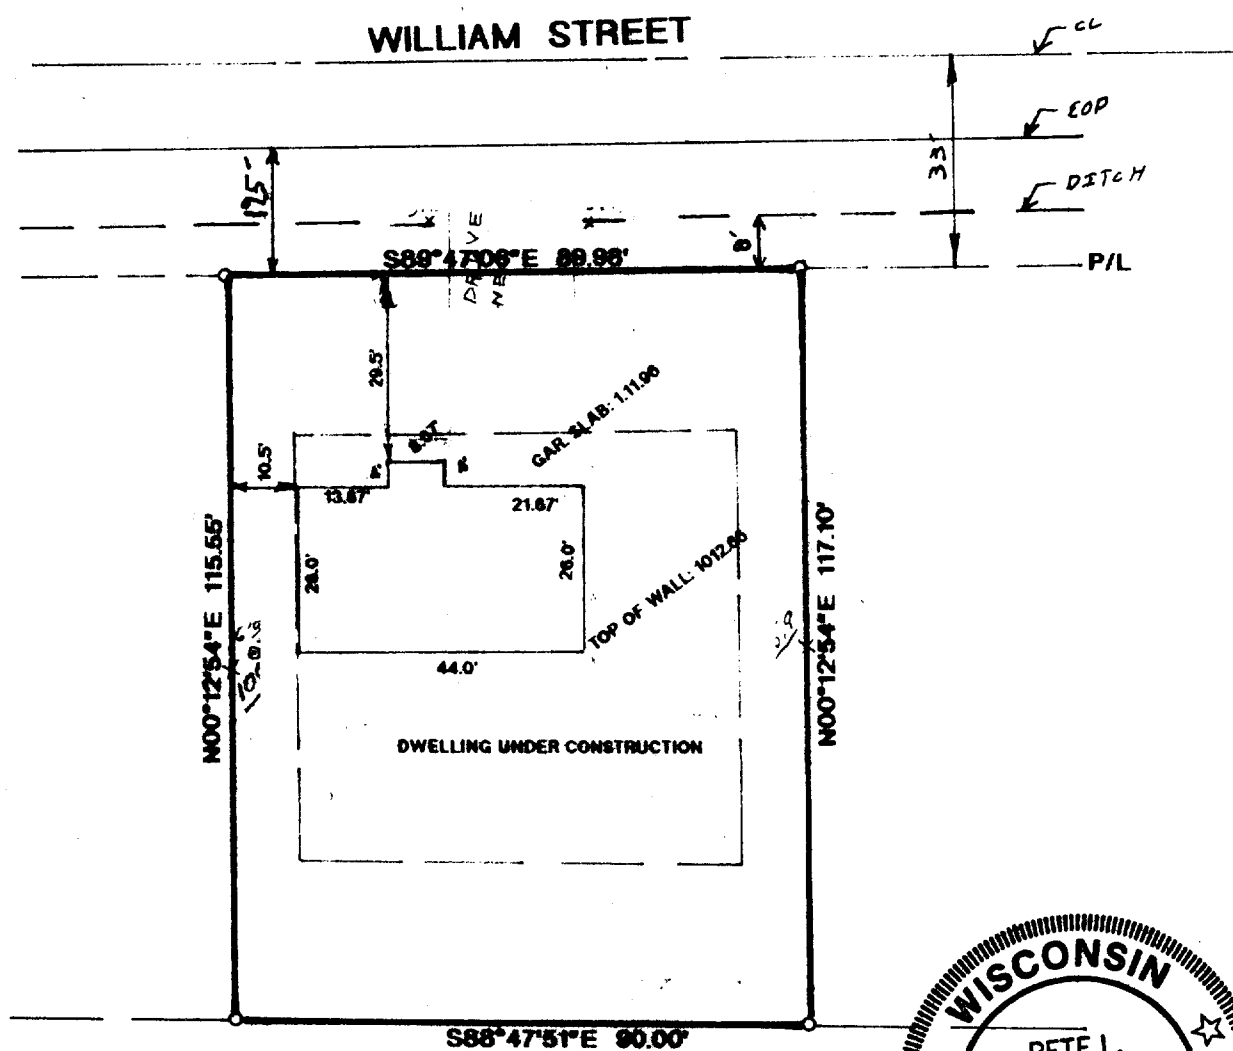 WILLIAM STREET
CL
EOP
DITCH
33'
8'
S89°47'06"E 89.98'
P/L
DRIVE
29.5'
GAR. SLAB: 1.11.96
10.5'
13.67'
21.67'
26.0'
26.0'
TOP OF WALL: 1012.66
44.0'
N00°12'54"E 115.55'
N00°12'54"E 117.10'
DWELLING UNDER CONSTRUCTION
S88°47'51"E 90.00'
WISCONSIN
PETE L.